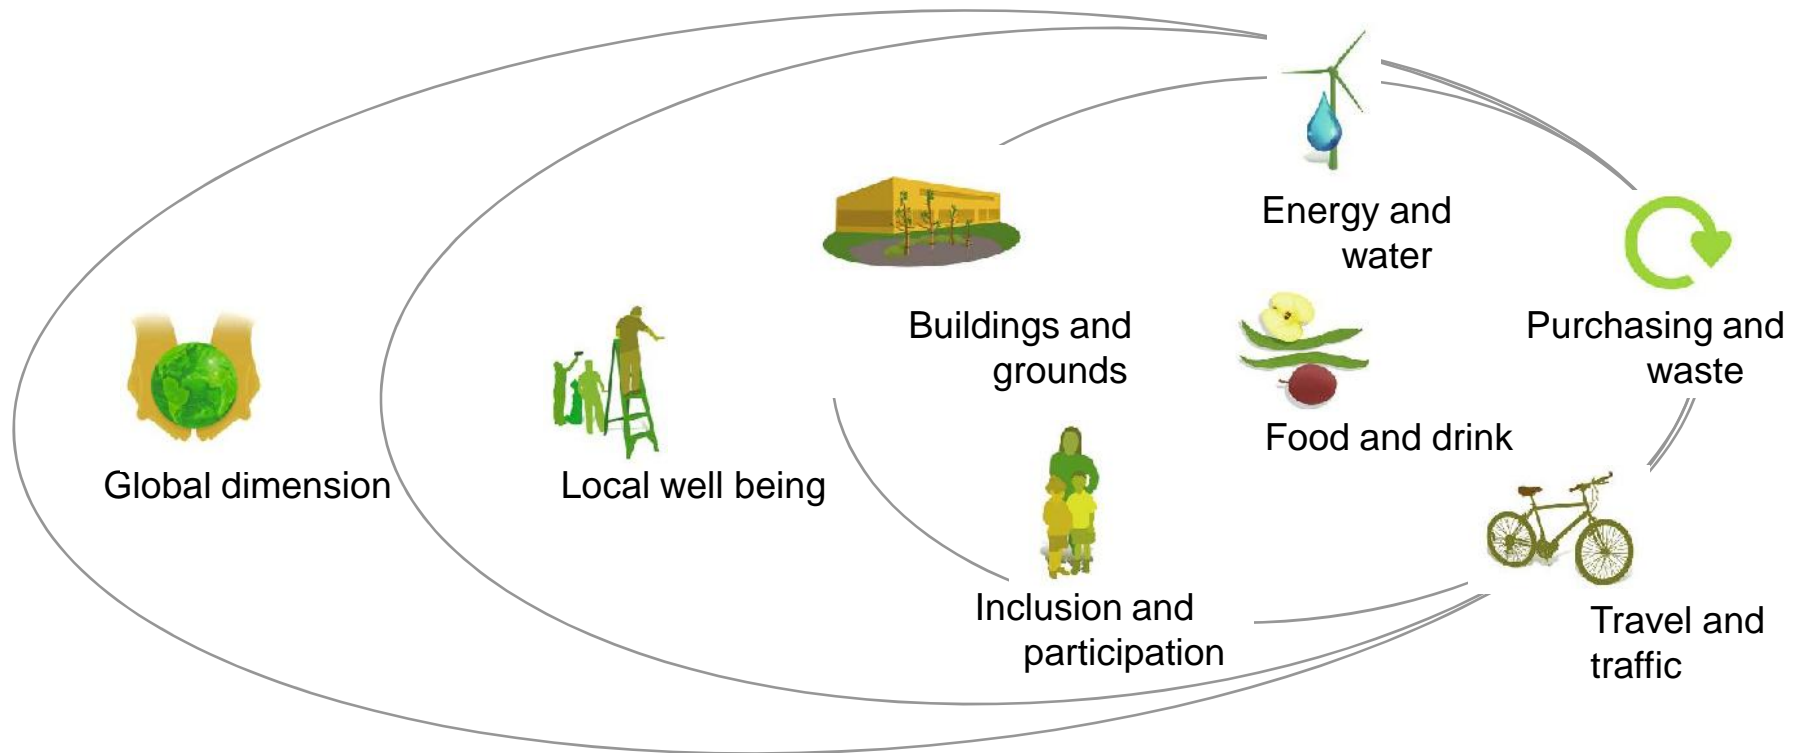 Energy and
water
Buildings and
grounds
Purchasing and
waste
Food and drink
Global dimension
Local well being
Inclusion and
participation
Travel and
traffic